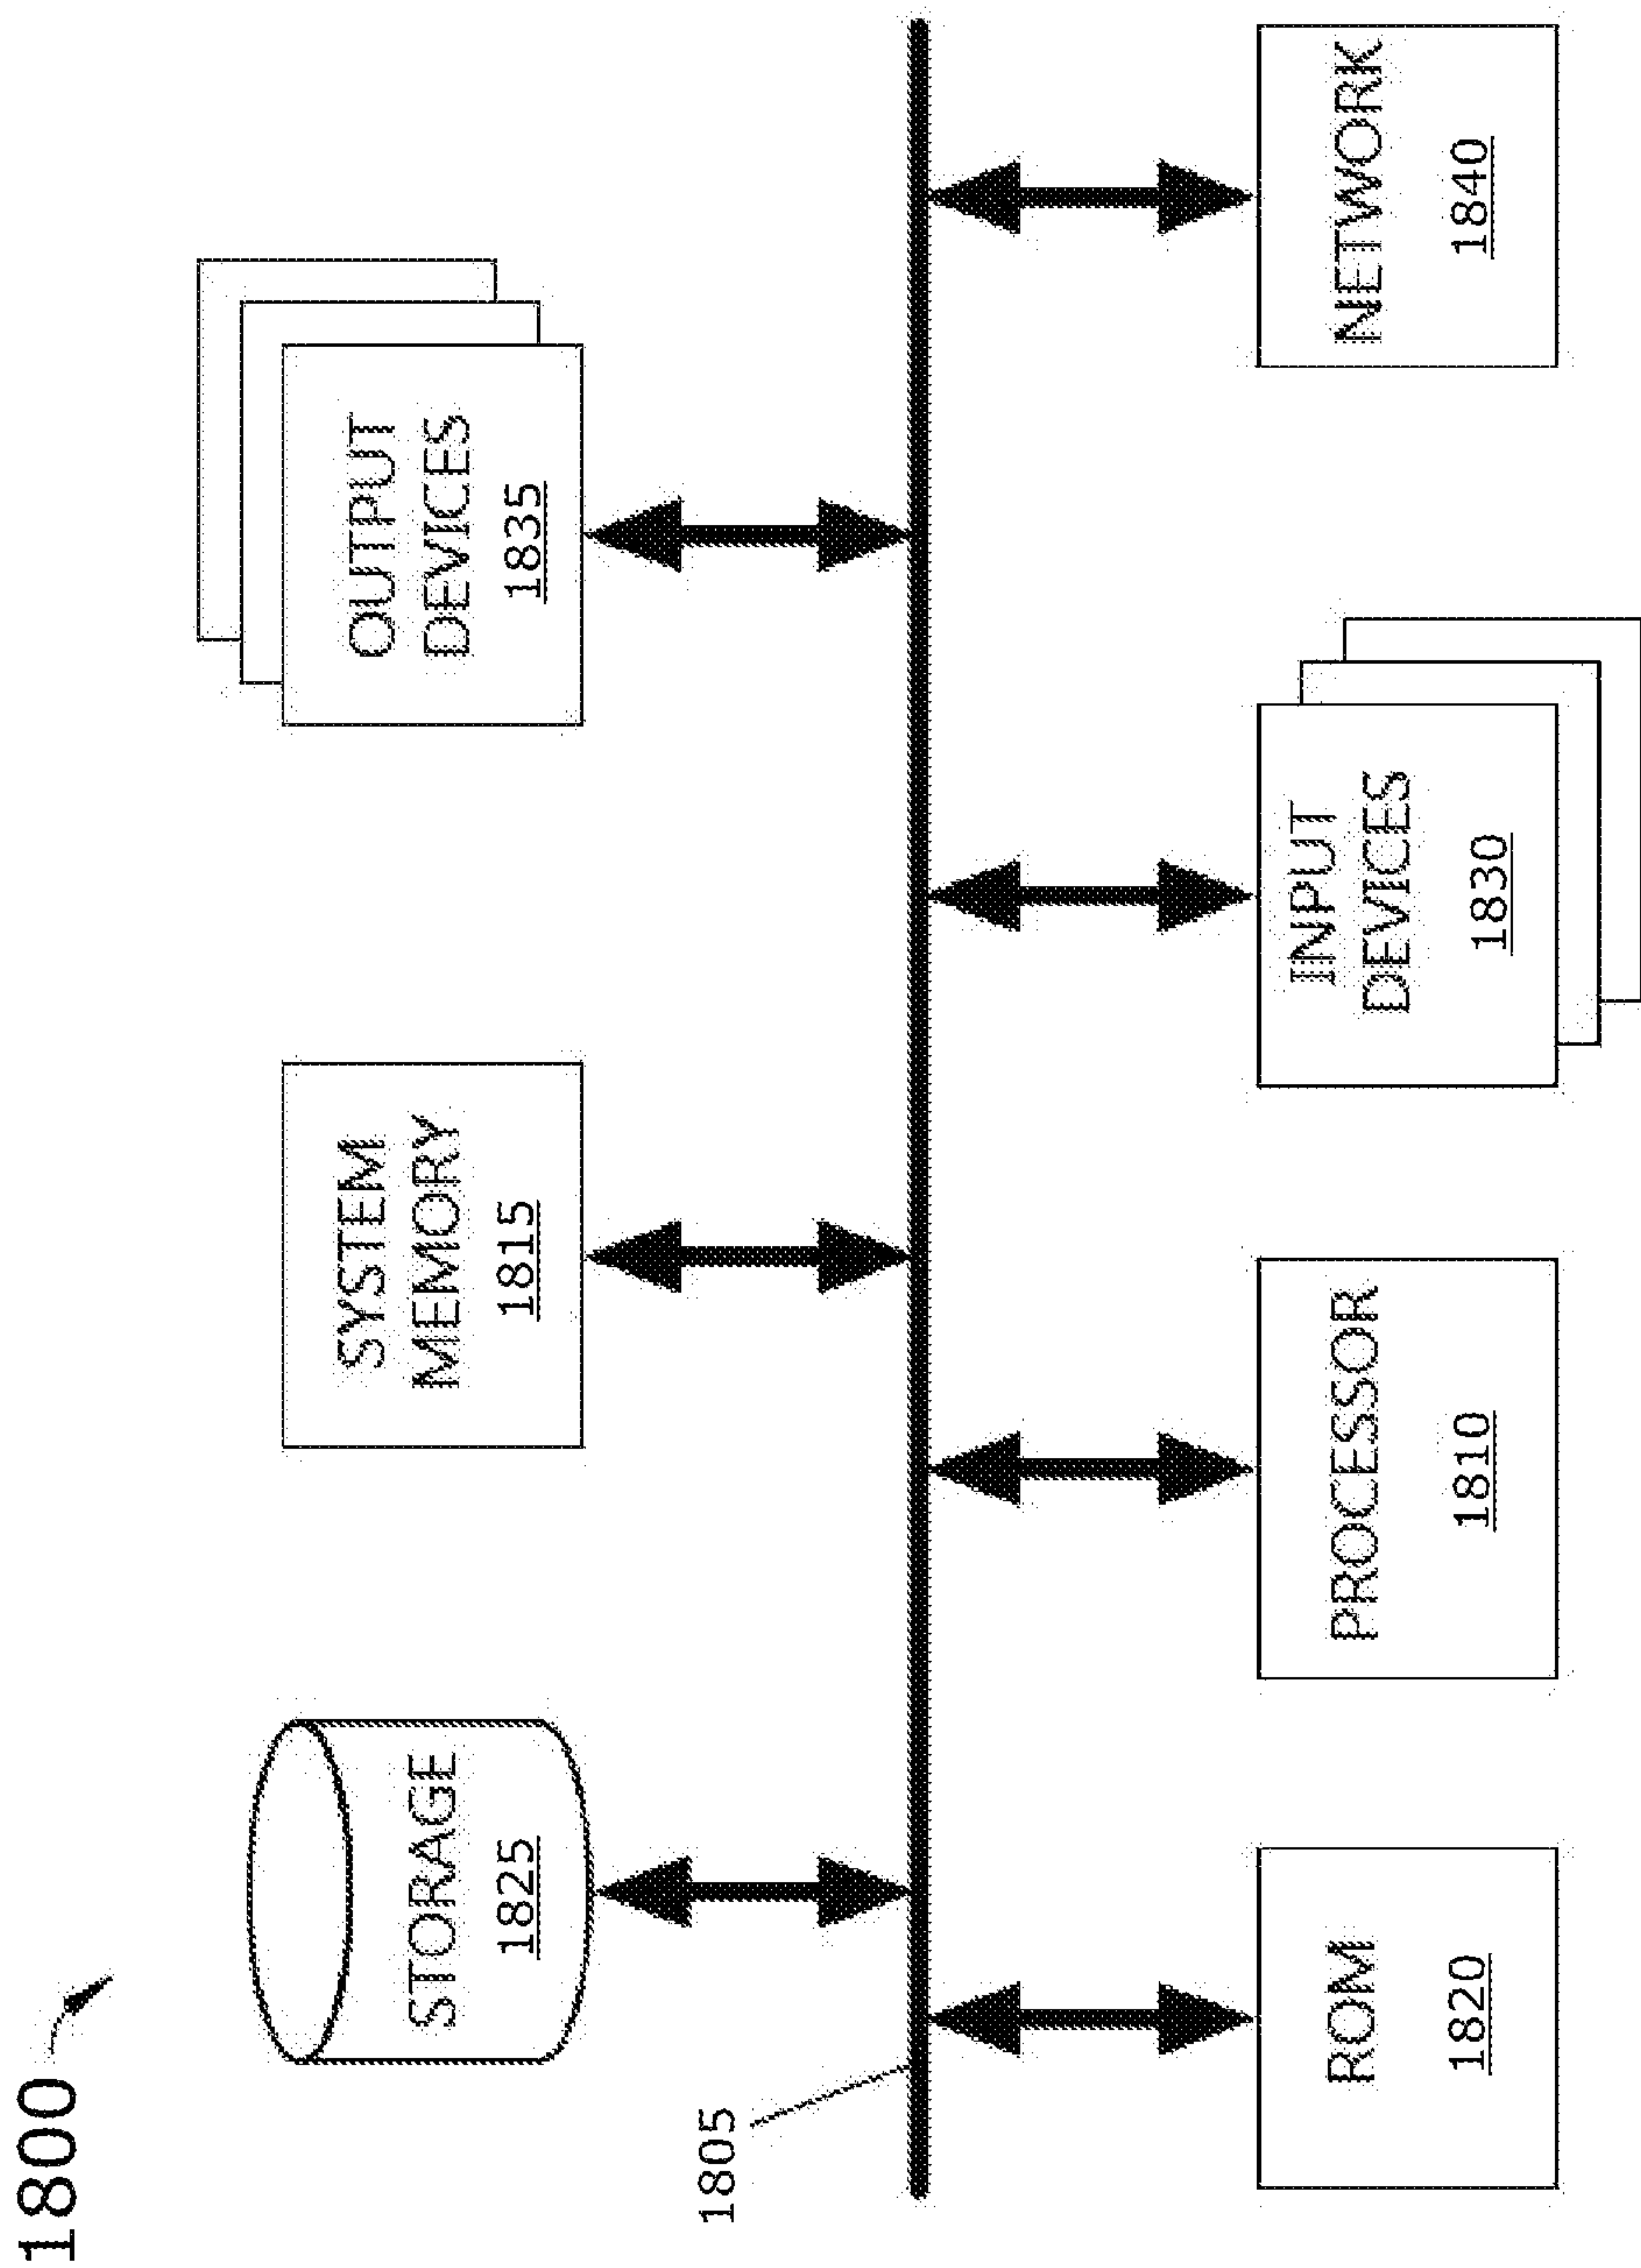 1800
STORAGE
1825
SYSTEM
MEMORY
1815
OUTPUT
DEVICES
1835
1805
ROM
1820
PROCESSOR
1810
INPUT
DEVICES
1830
NETWORK
1840